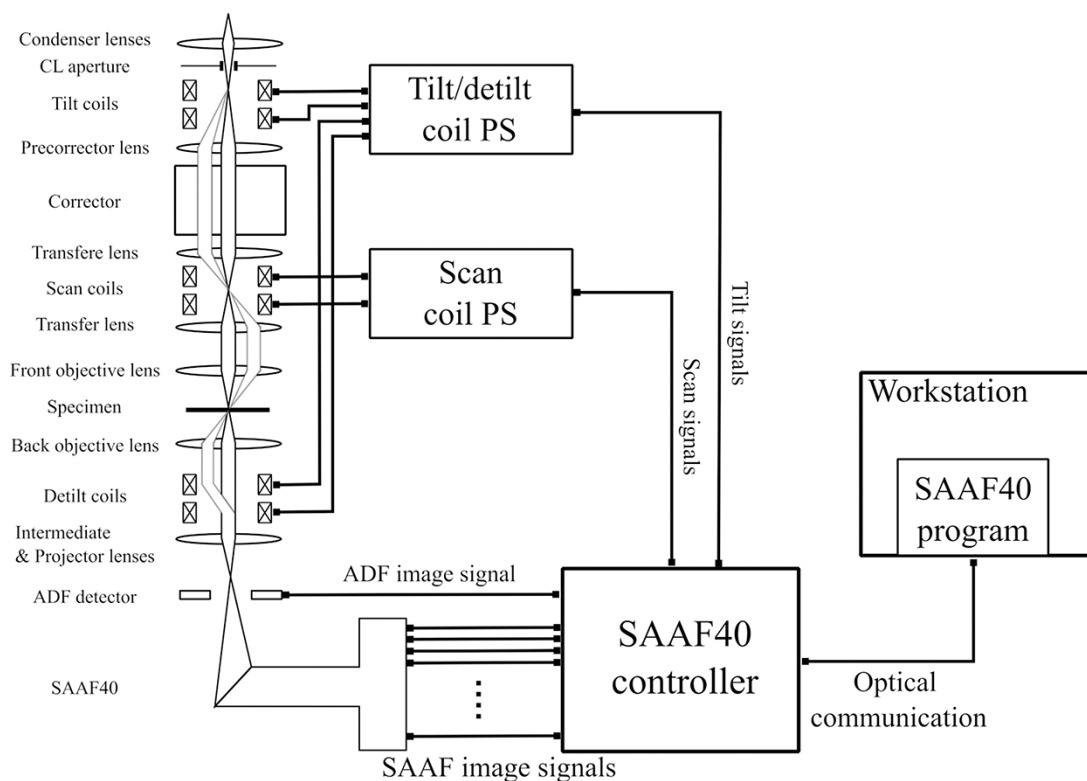 Condenser lenses
CL aperture
Tilt coils
Precorrector lens
Corrector
Transfere lens
Scan coils
Transfer lens
Front objective lens
Specimen
Back objective lens
Detilt coils
Intermediate
& Projector lenses
ADF detector
SAAF40
Tilt/detilt
coil PS
Scan
coil PS
Tilt signals
Scan signals
ADF image signal
SAAF40
controller
SAAF image signals
Workstation
SAAF40
program
Optical
communication